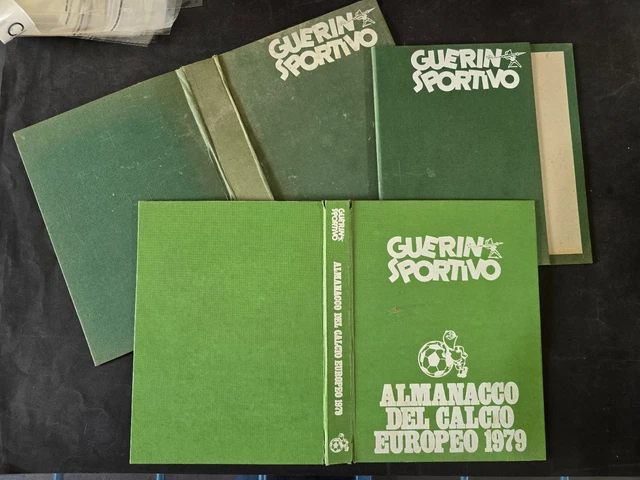 GUERIN
SPORTIVO
GUERIN
SPORTIVO
GUERIN
SPORTIVO
ALMANACCO DEL CALCIO EUROPEO 1979
GUERIN
SPORTIVO
ALMANACCO
DEL CALCIO
EUROPEO 1979